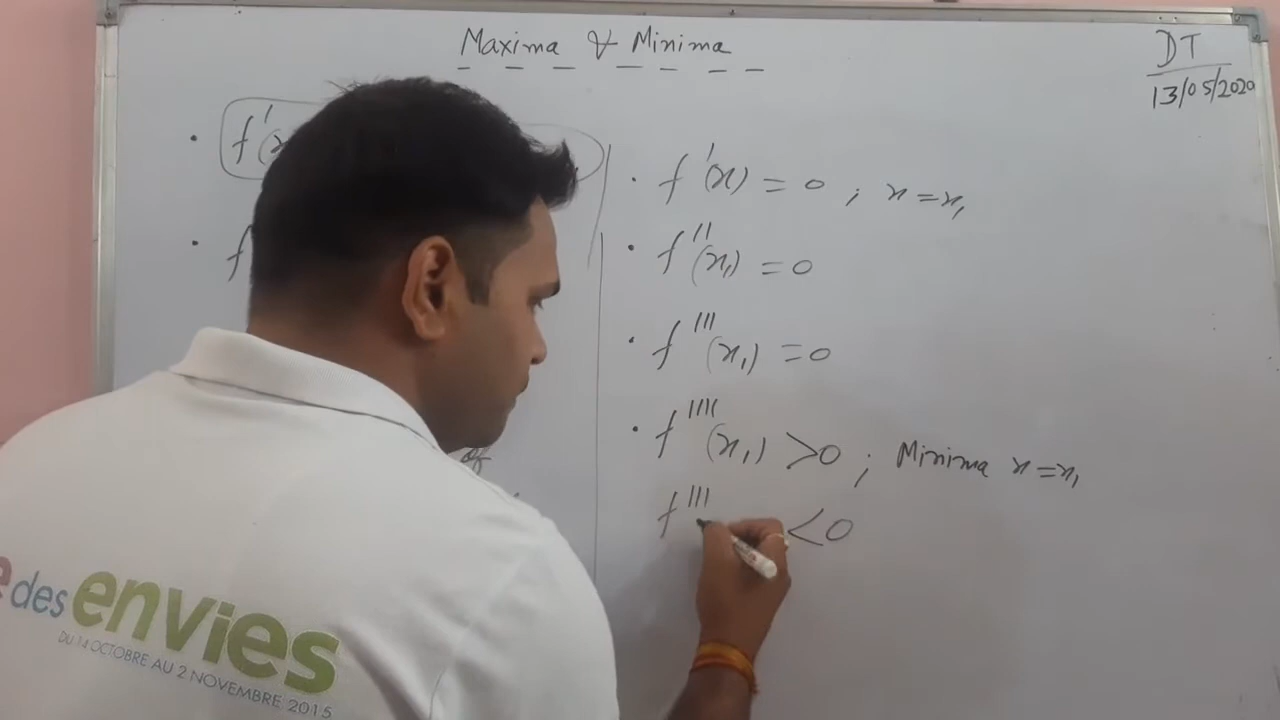 Maxima & Minima
DT
13/05/2020
f'(x
f
f'(x) = 0 ; x = x₁
f''(x₁) = 0
f'''(x₁) = 0
f''''(x₁) > 0 ; Minima x = x₁
f''' < 0
of
e des envies
DU 14 OCTOBRE AU 2 NOVEMBRE 2015